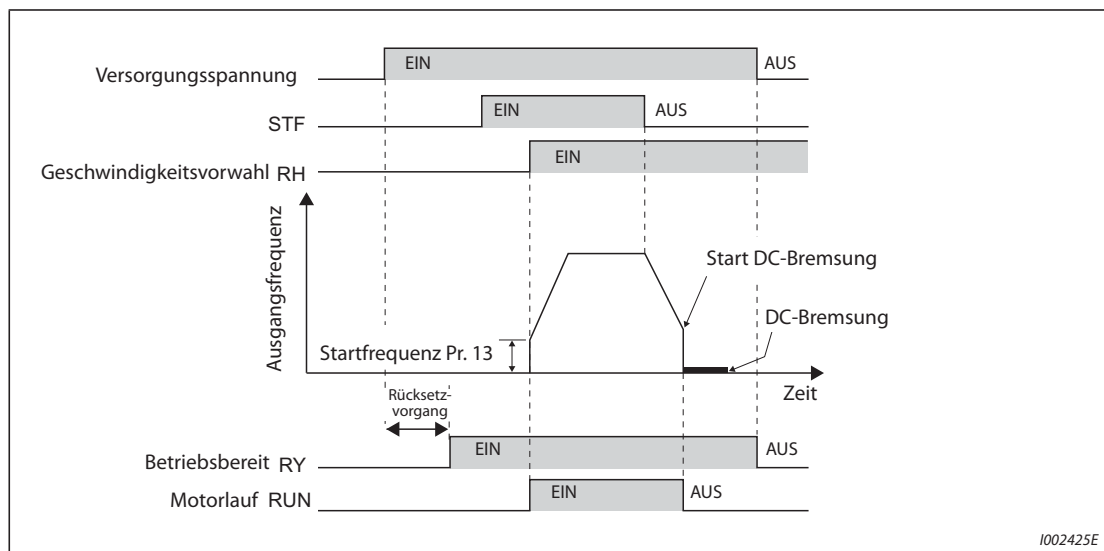 Versorgungsspannung
EIN
AUS
STF
EIN
AUS
Geschwindigkeitsvorwahl RH
EIN
Ausgangsfrequenz
Start DC-Bremsung
DC-Bremsung
Startfrequenz Pr. 13
Zeit
Rücksetz-
vorgang
Betriebsbereit RY
EIN
AUS
Motorlauf RUN
EIN
AUS
I002425E